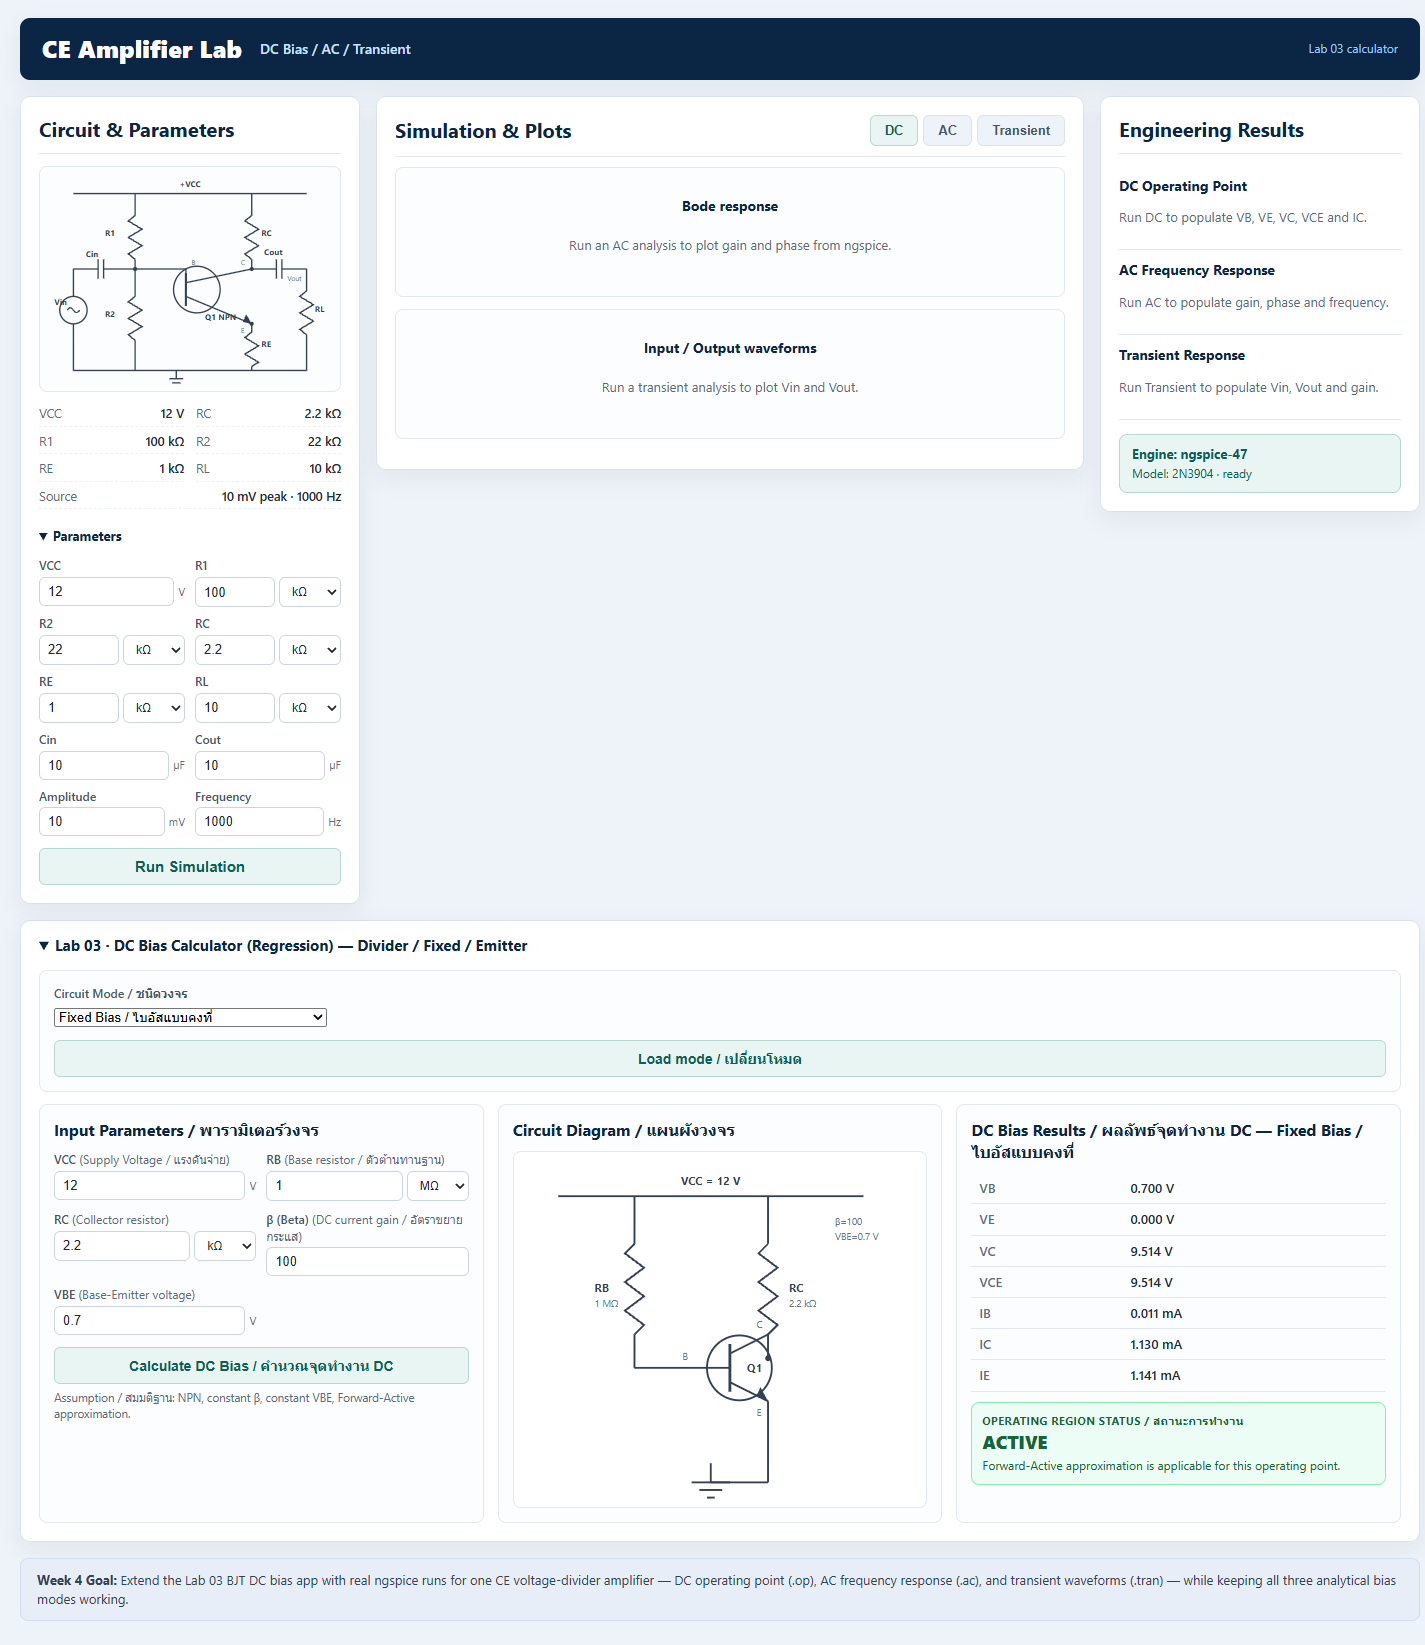 CE Amplifier Lab
DC Bias / AC / Transient
Lab 03 calculator
Circuit & Parameters
+VCC
R1
RC
Cin
Cout
B
C
Vout
Vin
R2
Q1 NPN
RL
E
RE
VCC 12 V RC 2.2 kΩ
R1 100 kΩ R2 22 kΩ
RE 1 kΩ RL 10 kΩ
Source 10 mV peak · 1000 Hz
▼ Parameters
VCC R1
12 V 100 kΩ
R2 RC
22 kΩ 2.2 kΩ
RE RL
1 kΩ 10 kΩ
Cin Cout
10 µF 10 µF
Amplitude Frequency
10 mV 1000 Hz
Run Simulation
Simulation & Plots
DC AC Transient
Bode response
Run an AC analysis to plot gain and phase from ngspice.
Input / Output waveforms
Run a transient analysis to plot Vin and Vout.
Engineering Results
DC Operating Point
Run DC to populate VB, VE, VC, VCE and IC.
AC Frequency Response
Run AC to populate gain, phase and frequency.
Transient Response
Run Transient to populate Vin, Vout and gain.
Engine: ngspice-47
Model: 2N3904 · ready
▼ Lab 03 · DC Bias Calculator (Regression) — Divider / Fixed / Emitter
Circuit Mode / ชนิดวงจร
Fixed Bias / ไบอัสแบบคงที่
Load mode / เปลี่ยนโหมด
Input Parameters / พารามิเตอร์วงจร
VCC (Supply Voltage / แรงดันจ่าย) RB (Base resistor / ตัวต้านทานฐาน)
12 V 1 MΩ
RC (Collector resistor) β (Beta) (DC current gain / อัตราขยาย
กระแส)
2.2 kΩ 100
VBE (Base-Emitter voltage)
0.7 V
Calculate DC Bias / คำนวณจุดทำงาน DC
Assumption / สมมติฐาน: NPN, constant β, constant VBE, Forward-Active
approximation.
Circuit Diagram / แผนผังวงจร
VCC = 12 V
β=100
VBE=0.7 V
RB
1 MΩ
RC
2.2 kΩ
C
B
Q1
E
DC Bias Results / ผลลัพธ์จุดทำงาน DC — Fixed Bias /
ไบอัสแบบคงที่
VB 0.700 V
VE 0.000 V
VC 9.514 V
VCE 9.514 V
IB 0.011 mA
IC 1.130 mA
IE 1.141 mA
OPERATING REGION STATUS / สถานะการทำงาน
ACTIVE
Forward-Active approximation is applicable for this operating point.
Week 4 Goal: Extend the Lab 03 BJT DC bias app with real ngspice runs for one CE voltage-divider amplifier — DC operating point (.op), AC frequency response (.ac), and transient waveforms (.tran) — while keeping all three analytical bias
modes working.